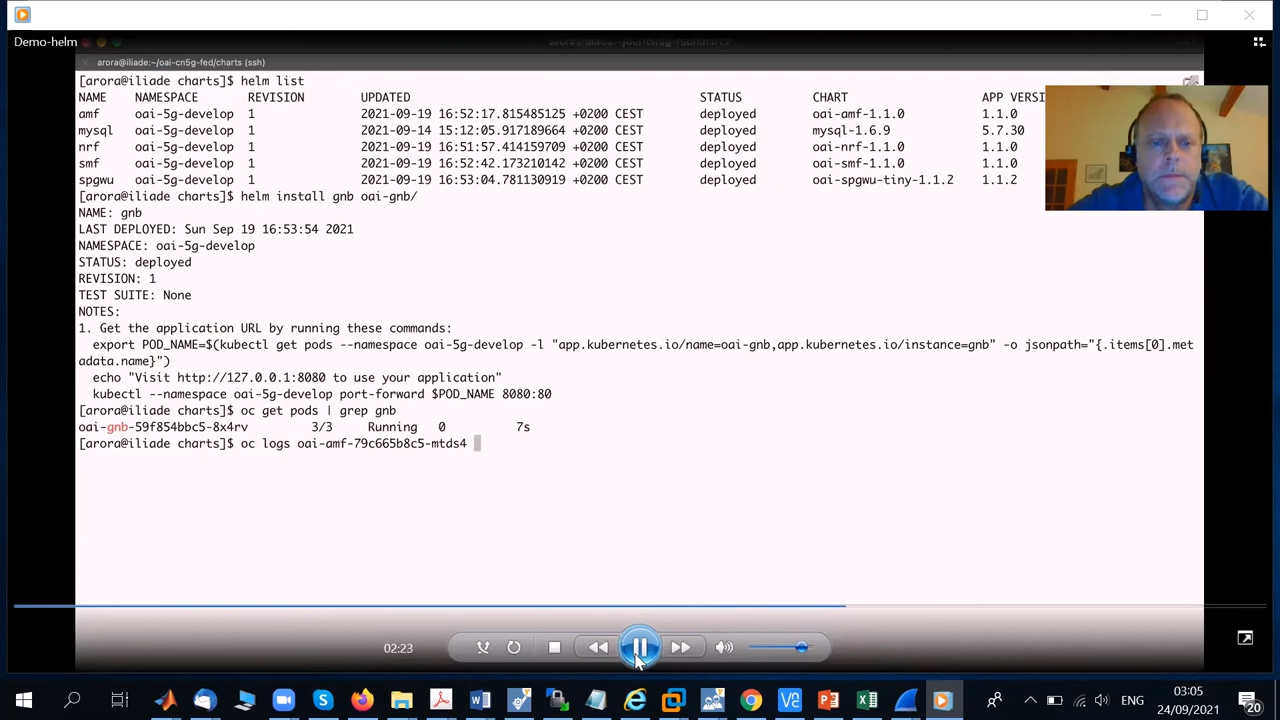 Demo-helm
arora@iliade:~/oai-cn5g-fed/charts (ssh)
[arora@iliade charts]$ helm list
NAME NAMESPACE REVISION UPDATED STATUS CHART APP VERSI
amf oai-5g-develop 1 2021-09-19 16:52:17.815485125 +0200 CEST deployed oai-amf-1.1.0 1.1.0
mysql oai-5g-develop 1 2021-09-14 15:12:05.917189664 +0200 CEST deployed mysql-1.6.9 5.7.30
nrf oai-5g-develop 1 2021-09-19 16:51:57.414159709 +0200 CEST deployed oai-nrf-1.1.0 1.1.0
smf oai-5g-develop 1 2021-09-19 16:52:42.173210142 +0200 CEST deployed oai-smf-1.1.0 1.1.0
spgwu oai-5g-develop 1 2021-09-19 16:53:04.781130919 +0200 CEST deployed oai-spgwu-tiny-1.1.2 1.1.2
[arora@iliade charts]$ helm install gnb oai-gnb/
NAME: gnb
LAST DEPLOYED: Sun Sep 19 16:53:54 2021
NAMESPACE: oai-5g-develop
STATUS: deployed
REVISION: 1
TEST SUITE: None
NOTES:
1. Get the application URL by running these commands:
export POD_NAME=$(kubectl get pods --namespace oai-5g-develop -l "app.kubernetes.io/name=oai-gnb,app.kubernetes.io/instance=gnb" -o jsonpath="{.items[0].met
adata.name}")
echo "Visit http://127.0.0.1:8080 to use your application"
kubectl --namespace oai-5g-develop port-forward $POD_NAME 8080:80
[arora@iliade charts]$ oc get pods | grep gnb
oai-gnb-59f854bbc5-8x4rv 3/3 Running 0 7s
[arora@iliade charts]$ oc logs oai-amf-79c665b8c5-mtds4
02:23
ENG
03:05
24/09/2021
20